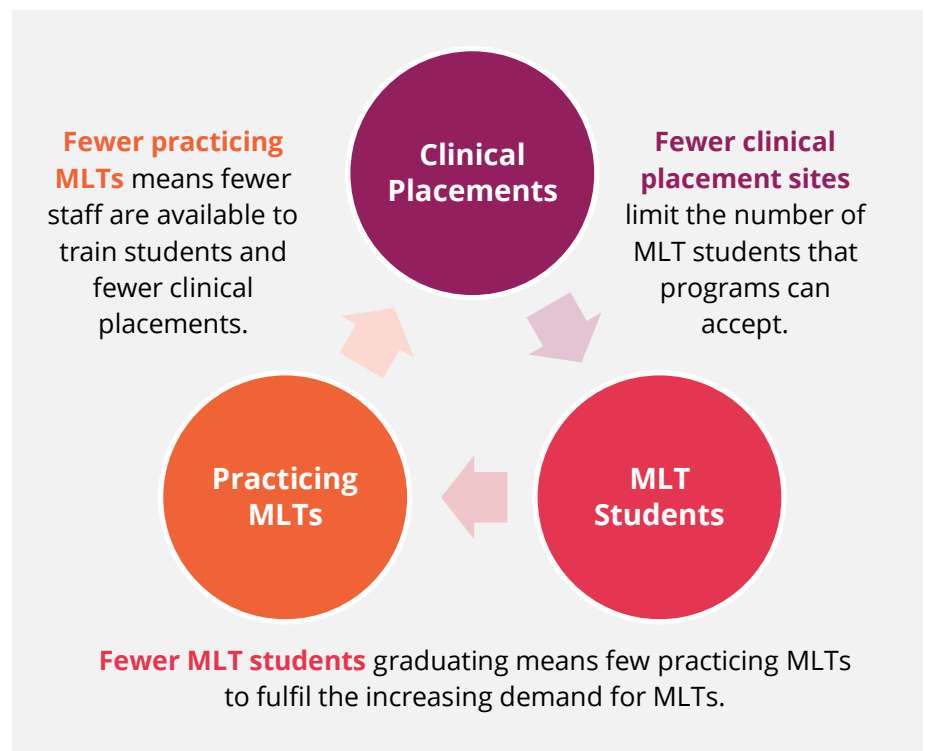 Clinical
Placements
Fewer clinical
placement sites
limit the number of
MLT students that
programs can
accept.
MLT
Students
Fewer MLT students graduating means few practicing MLTs
to fulfil the increasing demand for MLTs.
Practicing
MLTs
Fewer practicing
MLTs means fewer
staff are available to
train students and
fewer clinical
placements.